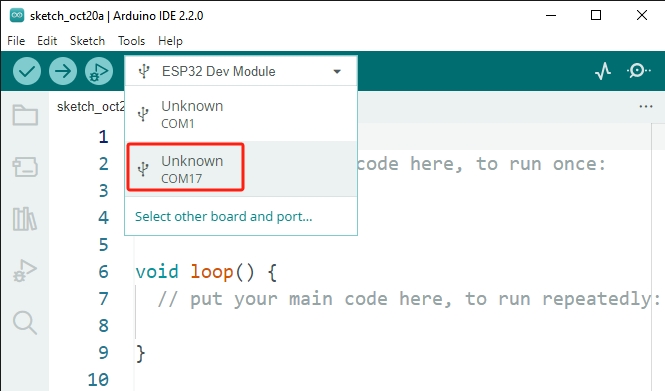 sketch_oct20a | Arduino IDE 2.2.0
File Edit Sketch Tools Help
ESP32 Dev Module
sketch_oct2
Unknown
COM1
Unknown
COM17
Select other board and port...
1
2 code here, to run once:
3
4
5
6 void loop() {
7 // put your main code here, to run repeatedly:
8
9 }
10